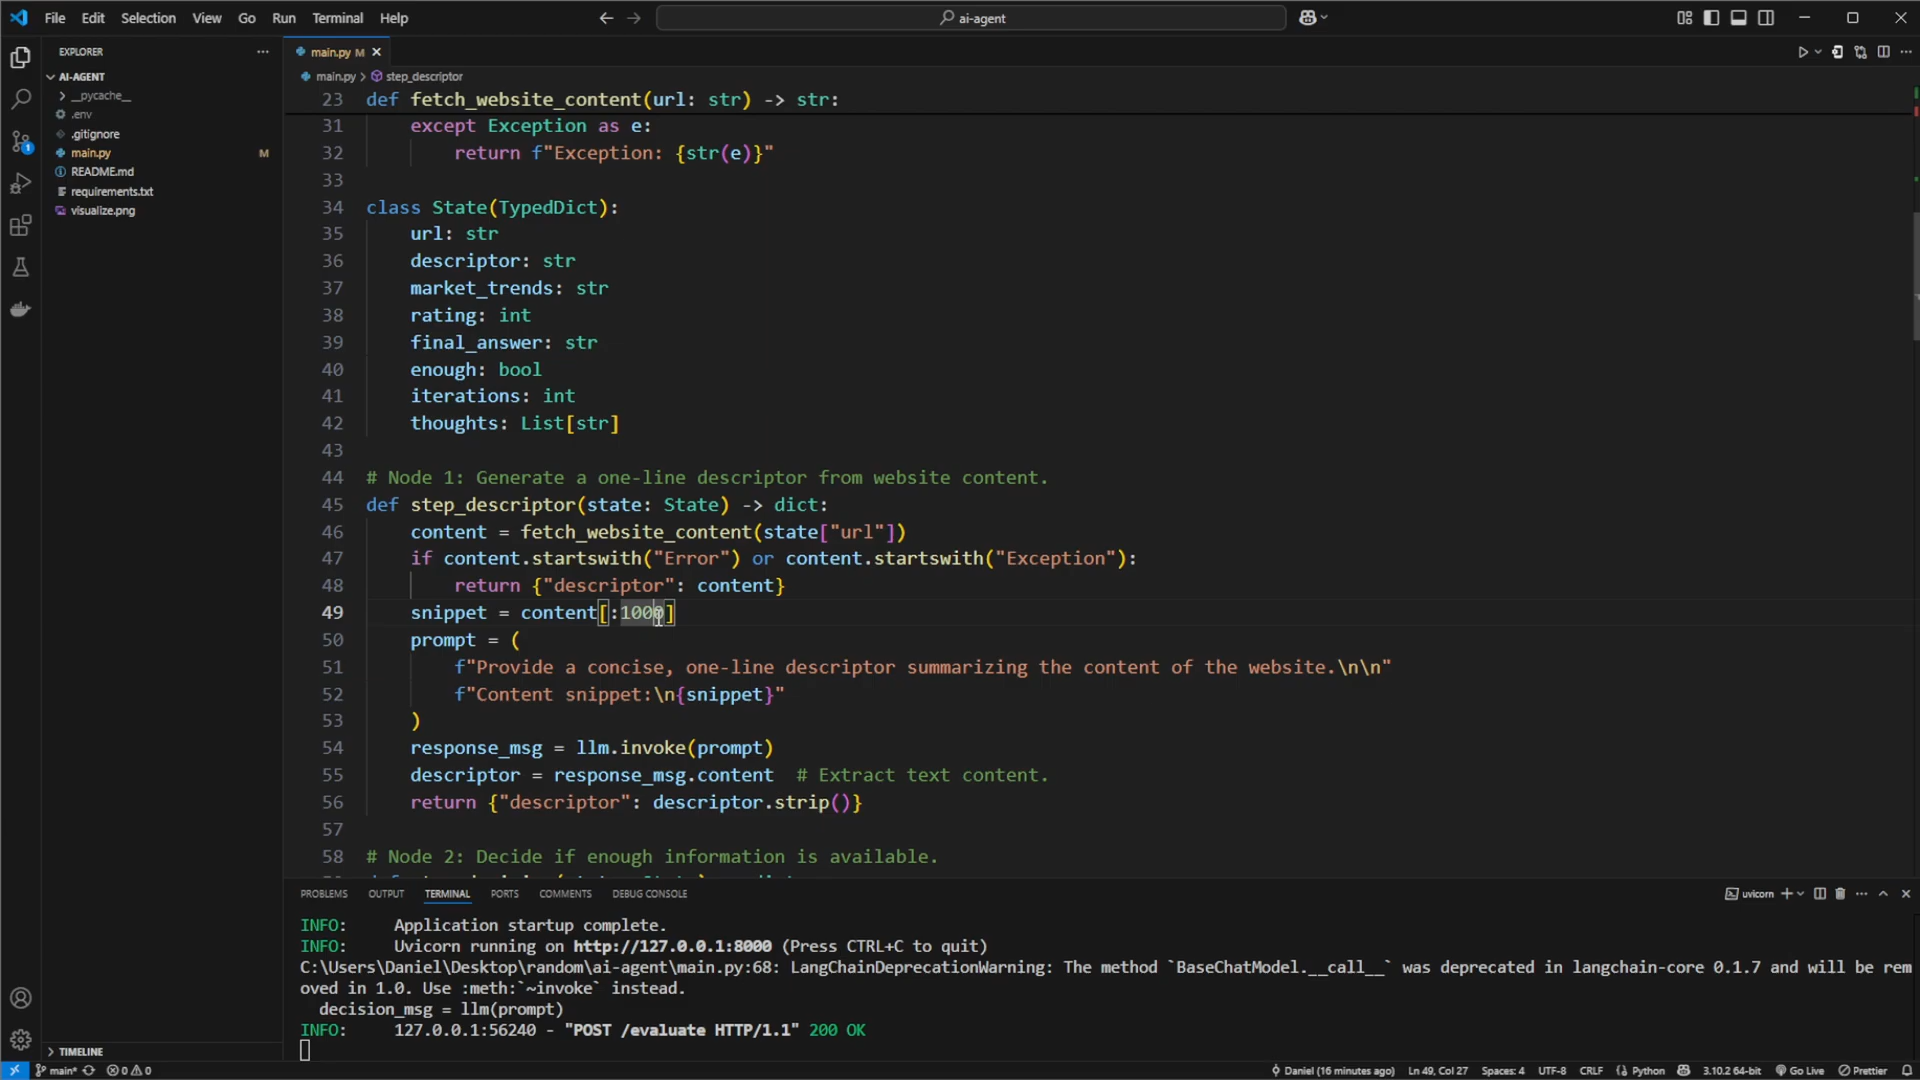 File Edit Selection View Go Run Terminal Help
ai-agent
EXPLORER
AI-AGENT
__pycache__
.env
.gitignore
main.py M
README.md
requirements.txt
visualize.png
TIMELINE
main.py M
main.py > step_descriptor
23 def fetch_website_content(url: str) -> str:
31 except Exception as e:
32 return f"Exception: {str(e)}"
33
34 class State(TypedDict):
35 url: str
36 descriptor: str
37 market_trends: str
38 rating: int
39 final_answer: str
40 enough: bool
41 iterations: int
42 thoughts: List[str]
43
44 # Node 1: Generate a one-line descriptor from website content.
45 def step_descriptor(state: State) -> dict:
46 content = fetch_website_content(state["url"])
47 if content.startswith("Error") or content.startswith("Exception"):
48 return {"descriptor": content}
49 snippet = content[:1000]
50 prompt = (
51 f"Provide a concise, one-line descriptor summarizing the content of the website.\n\n"
52 f"Content snippet:\n{snippet}"
53 )
54 response_msg = llm.invoke(prompt)
55 descriptor = response_msg.content # Extract text content.
56 return {"descriptor": descriptor.strip()}
57
58 # Node 2: Decide if enough information is available.
PROBLEMS OUTPUT TERMINAL PORTS COMMENTS DEBUG CONSOLE
uvicorn
INFO: Application startup complete.
INFO: Uvicorn running on http://127.0.0.1:8000 (Press CTRL+C to quit)
C:\Users\Daniel\Desktop\random\ai-agent\main.py:68: LangChainDeprecationWarning: The method `BaseChatModel.__call__` was deprecated in langchain-core 0.1.7 and will be rem
oved in 1.0. Use :meth:`~invoke` instead.
decision_msg = llm(prompt)
INFO: 127.0.0.1:56240 - "POST /evaluate HTTP/1.1" 200 OK
main* 0 0 Daniel (16 minutes ago) Ln 49, Col 27 Spaces: 4 UTF-8 CRLF Python 3.10.2 64-bit Go Live Prettier